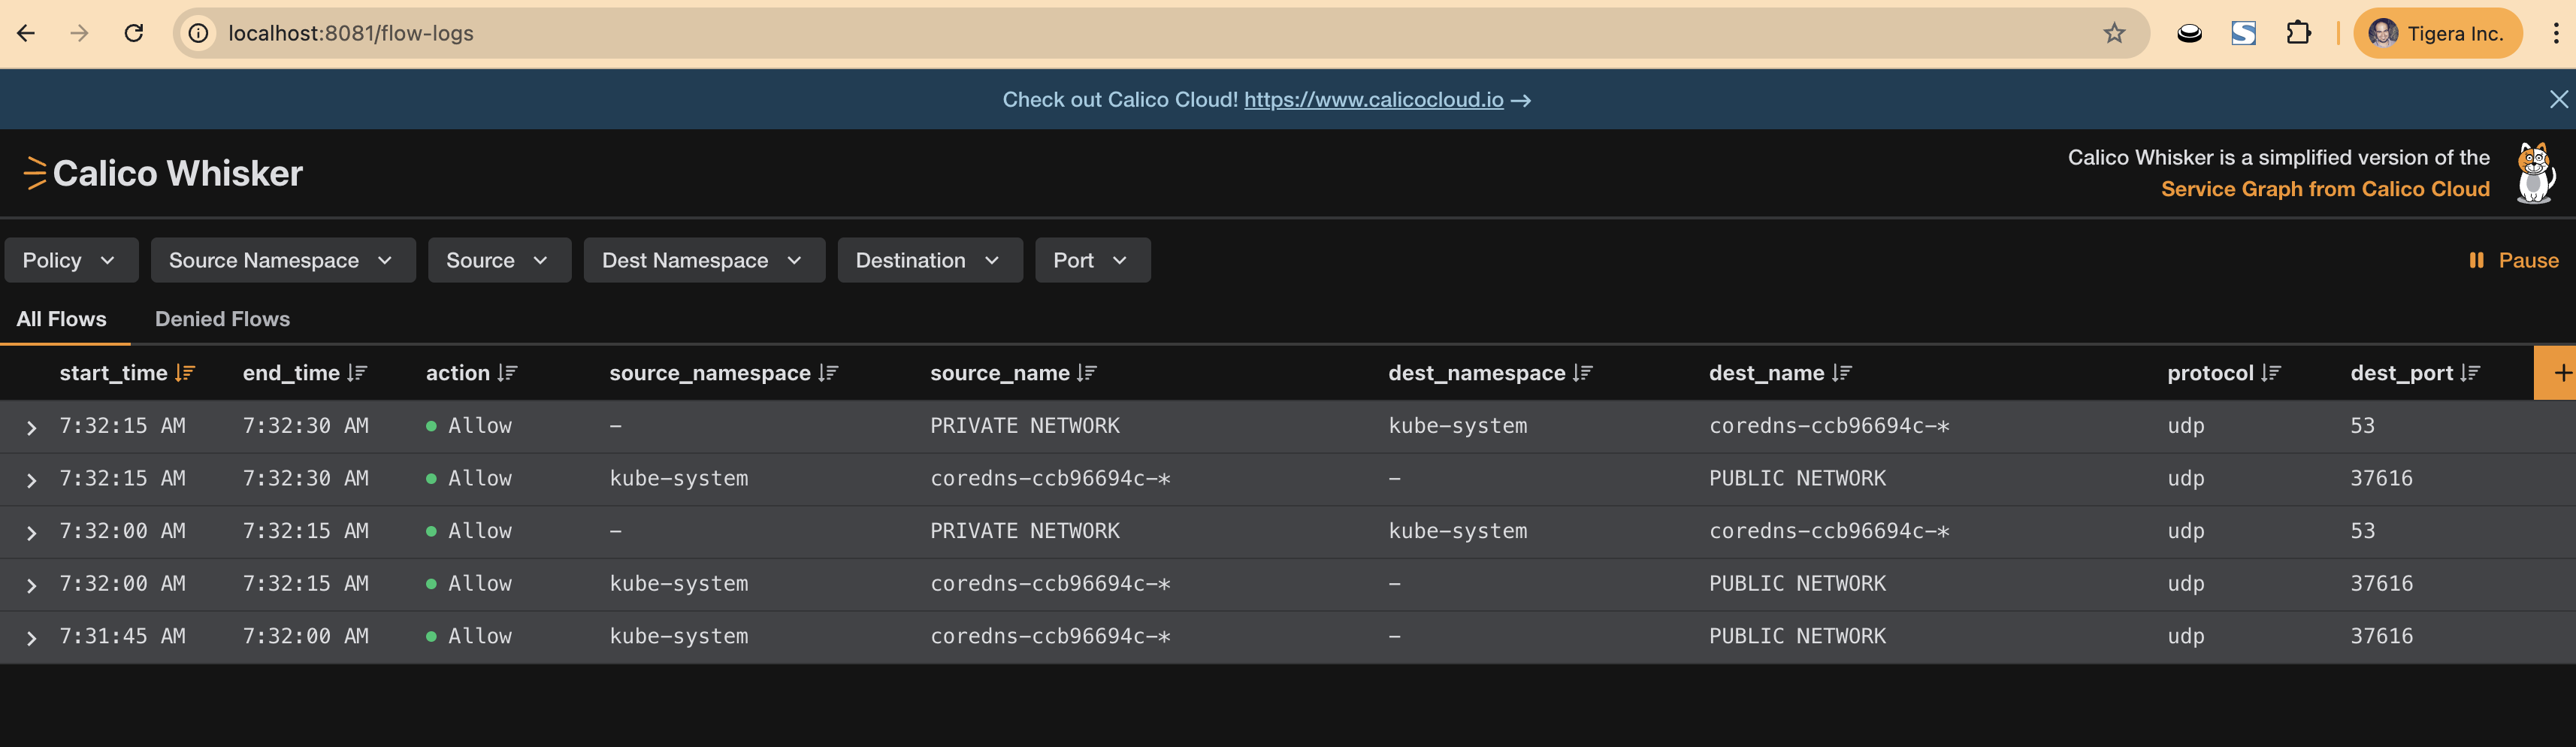 localhost:8081/flow-logs
Tigera Inc.
Check out Calico Cloud! https://www.calicocloud.io →
Calico Whisker
Calico Whisker is a simplified version of the
Service Graph from Calico Cloud
Policy Source Namespace Source Dest Namespace Destination Port Pause
All Flows Denied Flows
start_time end_time action source_namespace source_name dest_namespace dest_name protocol dest_port +
7:32:15 AM 7:32:30 AM Allow – PRIVATE NETWORK kube-system coredns-ccb96694c-* udp 53
7:32:15 AM 7:32:30 AM Allow kube-system coredns-ccb96694c-* – PUBLIC NETWORK udp 37616
7:32:00 AM 7:32:15 AM Allow – PRIVATE NETWORK kube-system coredns-ccb96694c-* udp 53
7:32:00 AM 7:32:15 AM Allow kube-system coredns-ccb96694c-* – PUBLIC NETWORK udp 37616
7:31:45 AM 7:32:00 AM Allow kube-system coredns-ccb96694c-* – PUBLIC NETWORK udp 37616